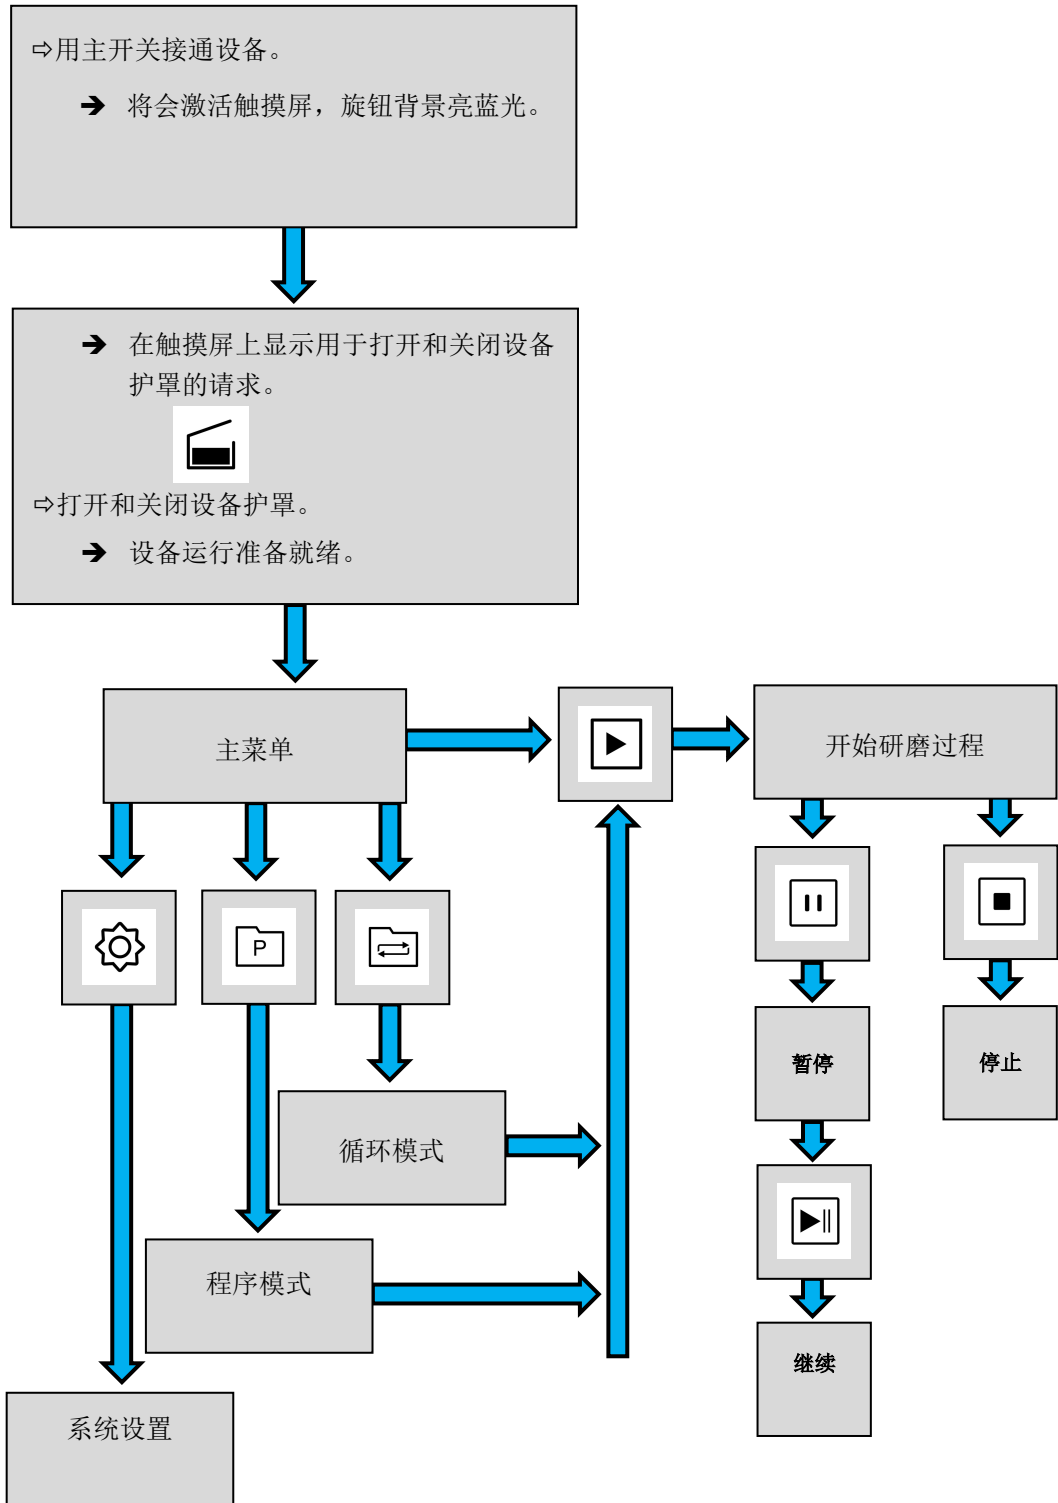 ⇨用主开关接通设备。
➔ 将会激活触摸屏，旋钮背景亮蓝光。
➔ 在触摸屏上显示用于打开和关闭设备
护罩的请求。
⇨打开和关闭设备护罩。
➔ 设备运行准备就绪。
主菜单
开始研磨过程
P
暂停
停止
循环模式
程序模式
继续
系统设置